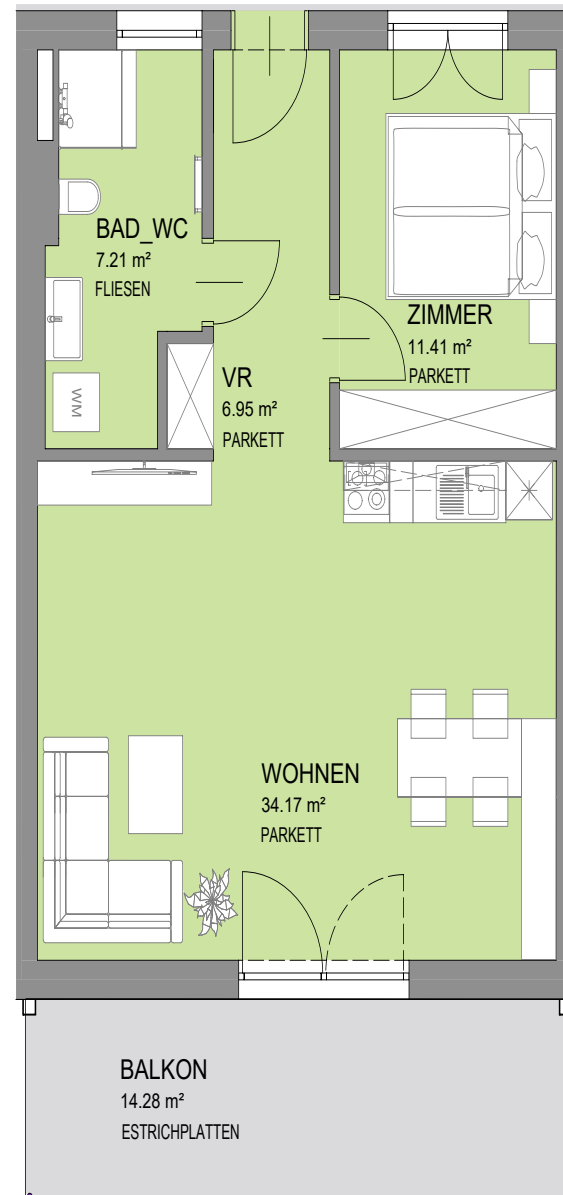 BAD_WC
7.21 m²
FLIESEN
ZIMMER
11.41 m²
PARKETT
VR
6.95 m²
PARKETT
WM
WOHNEN
34.17 m²
PARKETT
BALKON
14.28 m²
ESTRICHPLATTEN